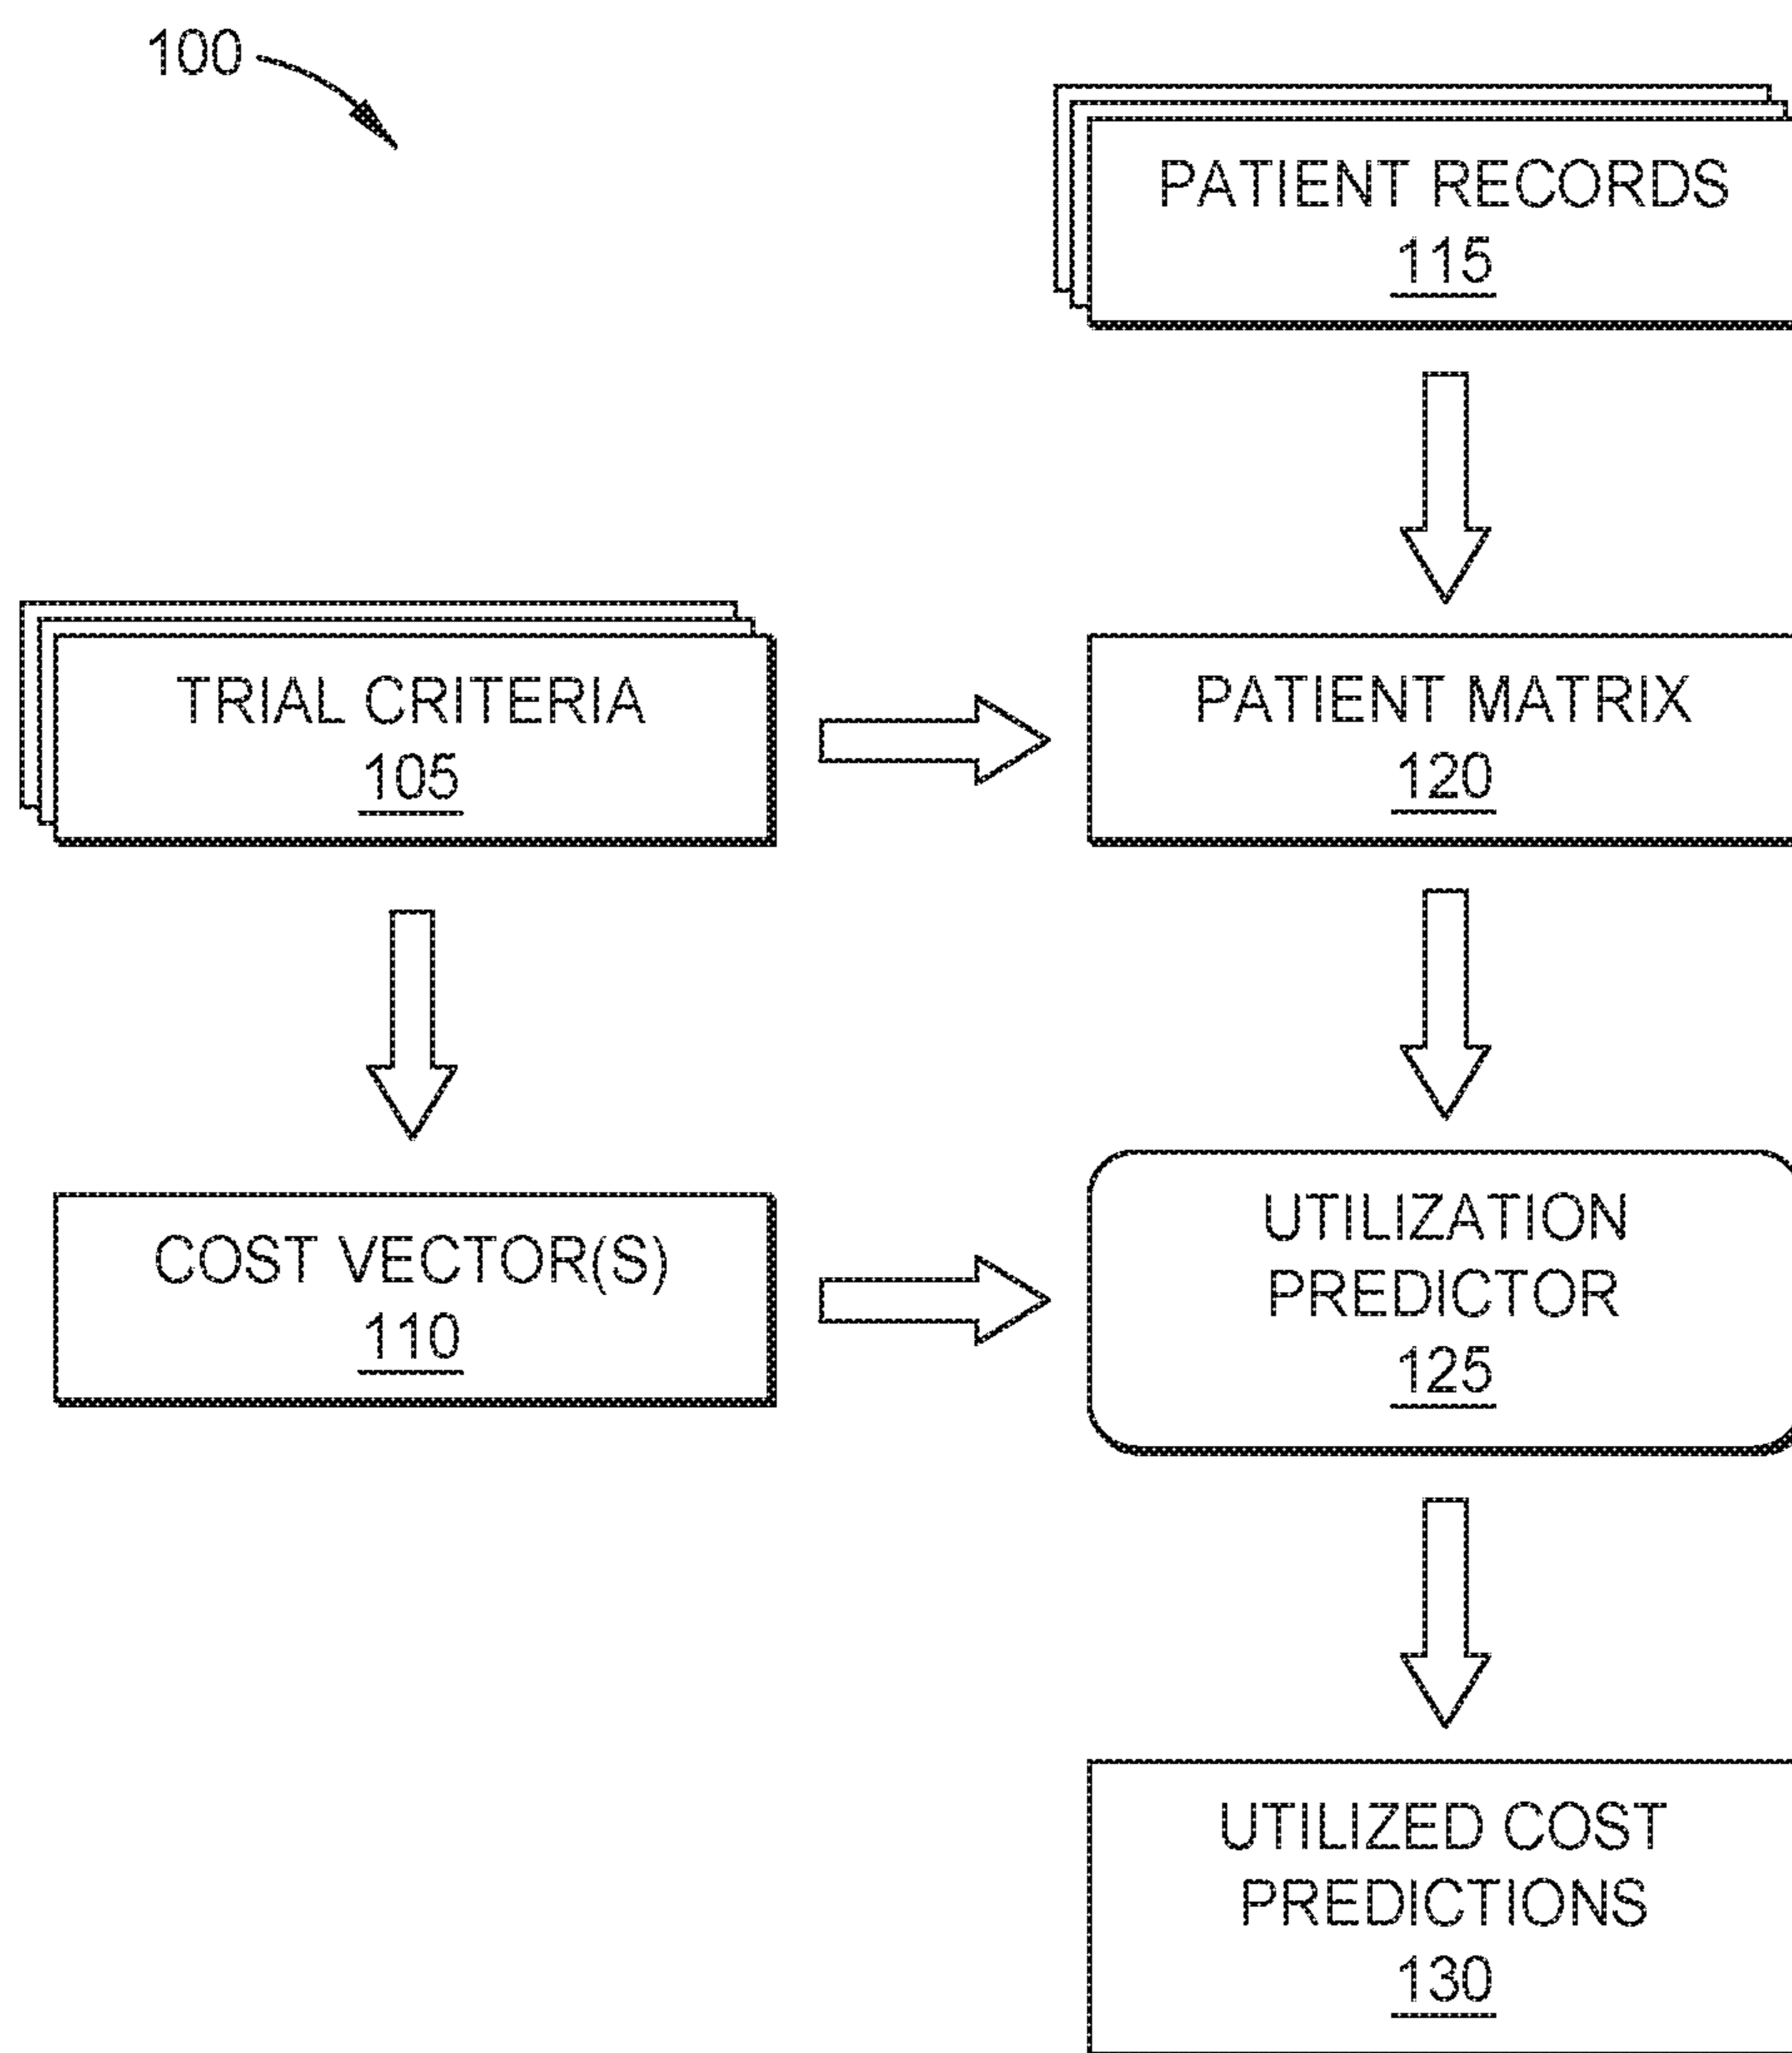 100
PATIENT RECORDS
115
TRIAL CRITERIA
105
PATIENT MATRIX
120
COST VECTOR(S)
110
UTILIZATION
PREDICTOR
125
UTILIZED COST
PREDICTIONS
130